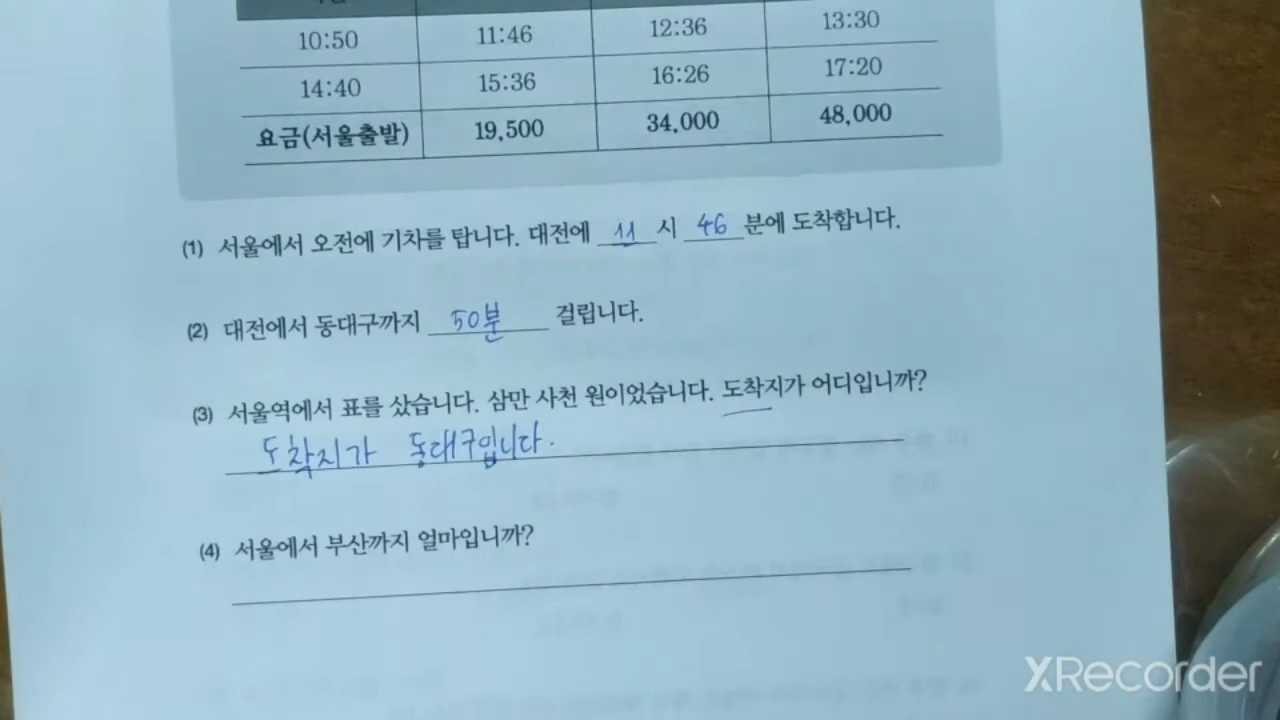 10:50 11:46 12:36 13:30
14:40 15:36 16:26 17:20
요금(서울출발) 19,500 34,000 48,000
(1) 서울에서 오전에 기차를 탑니다. 대전에 11 시 46 분에 도착합니다.
(2) 대전에서 동대구까지 50분 걸립니다.
(3) 서울역에서 표를 샀습니다. 삼만 사천 원이었습니다. 도착지가 어디입니까?
도착지가 동대구입니다.
(4) 서울에서 부산까지 얼마입니까?
XRecorder